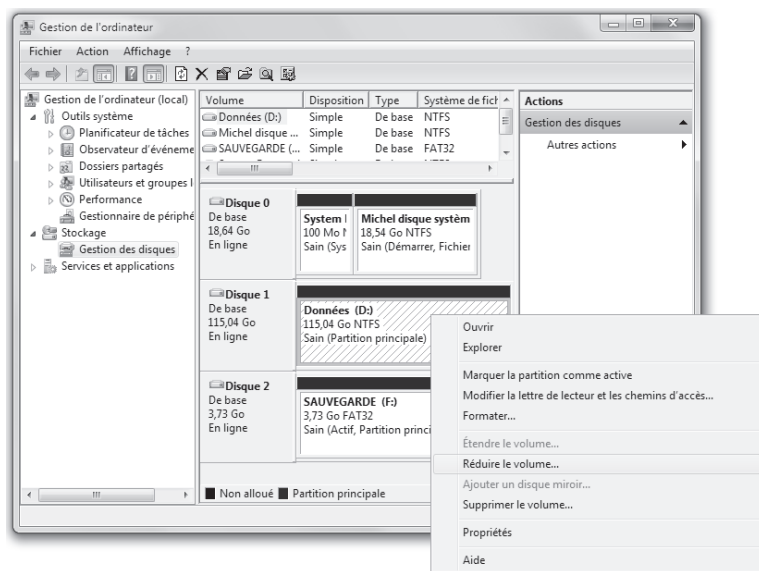 Gestion de l'ordinateur
Fichier Action Affichage ?
Gestion de l'ordinateur (local)
Outils système
Planificateur de tâches
Observateur d'événeme
Dossiers partagés
Utilisateurs et groupes l
Performance
Gestionnaire de périphé
Stockage
Gestion des disques
Services et applications
Volume Disposition Type Système de fich
Données (D:) Simple De base NTFS
Michel disque ... Simple De base NTFS
SAUVEGARDE (... Simple De base FAT32
Disque 0
De base
18,64 Go
En ligne
System
100 Mo
Sain (Sys
Michel disque systèm
18,54 Go NTFS
Sain (Démarrer, Fichier
Disque 1
De base
115,04 Go
En ligne
Données (D:)
115,04 Go NTFS
Sain (Partition principale)
Disque 2
De base
3,73 Go
En ligne
SAUVEGARDE (F:)
3,73 Go FAT32
Sain (Actif, Partition princi
Non alloué Partition principale
Actions
Gestion des disques
Autres actions
Ouvrir
Explorer
Marquer la partition comme active
Modifier la lettre de lecteur et les chemins d'accès...
Formater...
Étendre le volume...
Réduire le volume...
Ajouter un disque miroir...
Supprimer le volume...
Propriétés
Aide